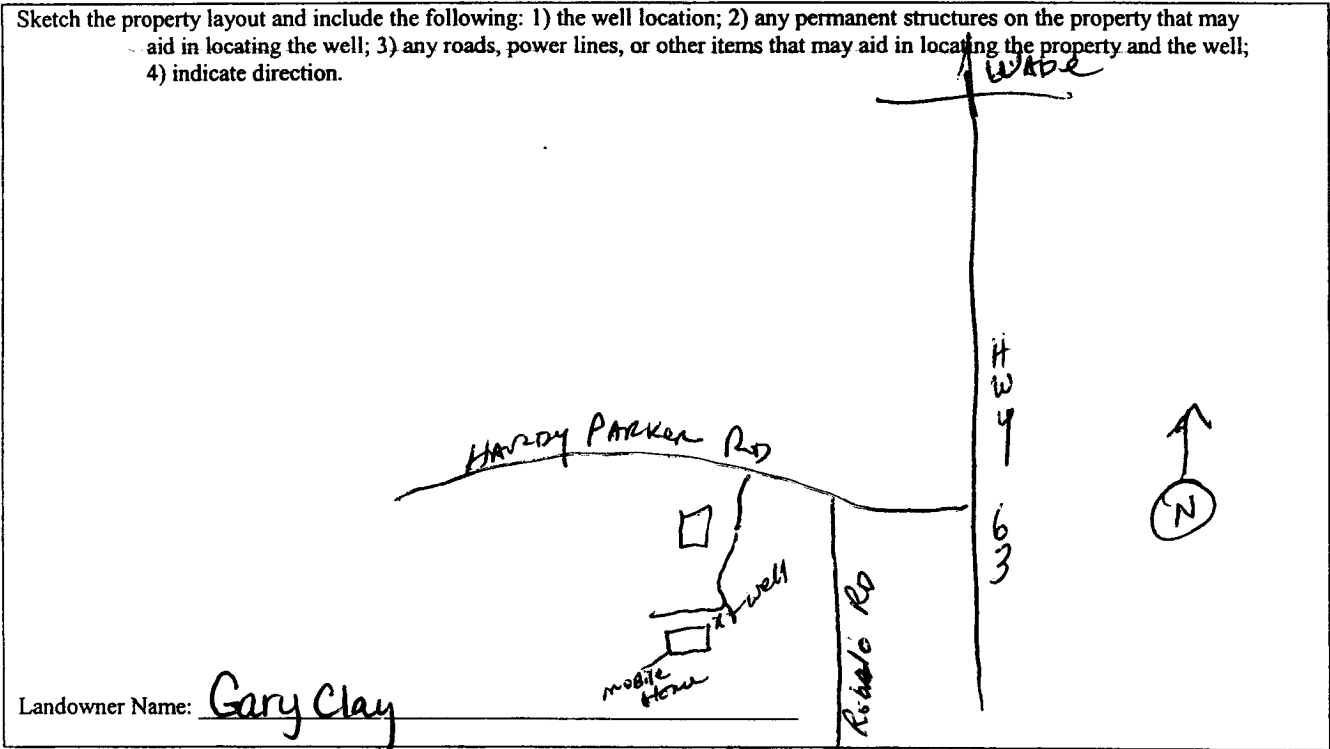 Sketch the property layout and include the following: 1) the well location; 2) any permanent structures on the property that may
aid in locating the well; 3) any roads, power lines, or other items that may aid in locating the property and the well;
4) indicate direction.
WADE
HWY 63
HARDY PARKER RD
N
well
RD
mobile
Home
Landowner Name: Gary Clay